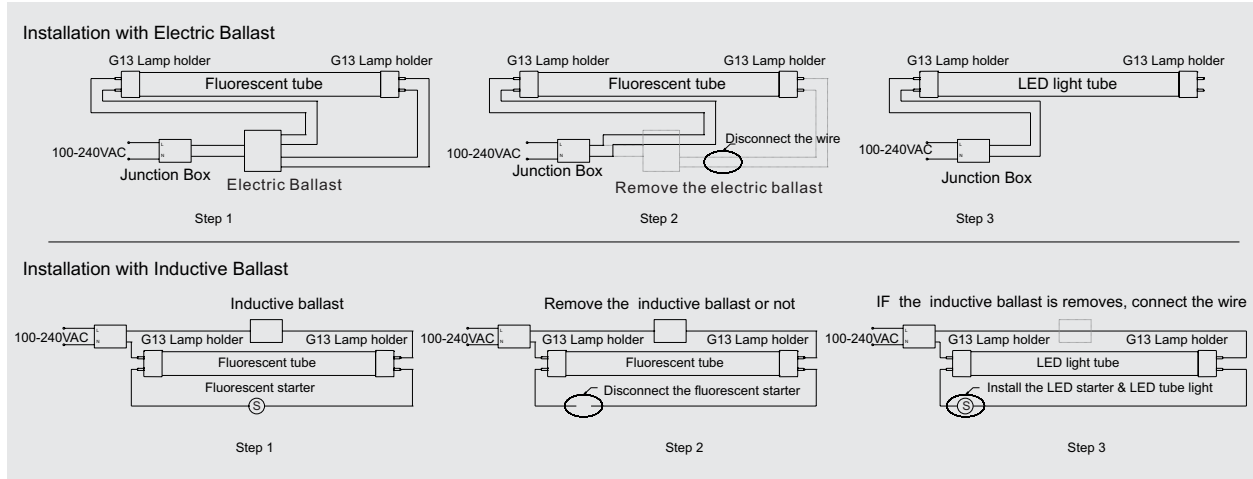 Installation with Electric Ballast
G13 Lamp holder
G13 Lamp holder
Fluorescent tube
L
N
100-240VAC
Junction Box
Electric Ballast
Step 1
G13 Lamp holder
G13 Lamp holder
Fluorescent tube
Disconnect the wire
L
N
100-240VAC
Junction Box
Remove the electric ballast
Step 2
G13 Lamp holder
G13 Lamp holder
LED light tube
L
N
100-240VAC
Junction Box
Step 3
Installation with Inductive Ballast
Inductive ballast
L
N
100-240VAC
G13 Lamp holder
G13 Lamp holder
Fluorescent tube
Fluorescent starter
S
Step 1
Remove the inductive ballast or not
L
N
100-240VAC
G13 Lamp holder
G13 Lamp holder
Fluorescent tube
Disconnect the fluorescent starter
Step 2
IF the inductive ballast is removes, connect the wire
L
N
100-240VAC
G13 Lamp holder
G13 Lamp holder
LED light tube
Install the LED starter & LED tube light
S
Step 3